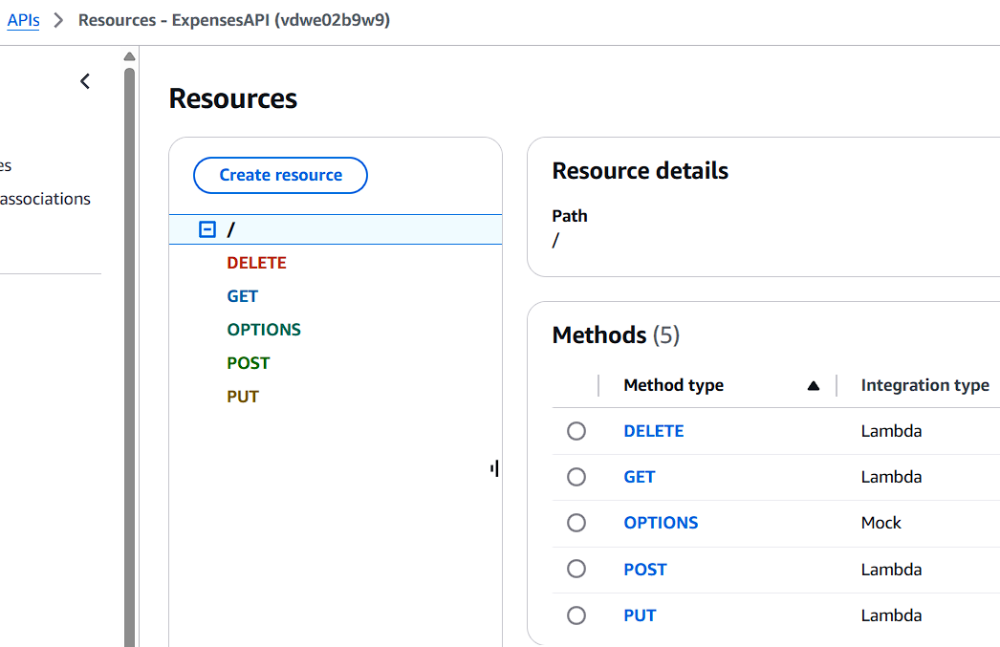 APIs > Resources - ExpensesAPI (vdwe02b9w9)
es
associations
Resources
Create resource
/
DELETE
GET
OPTIONS
POST
PUT
Resource details
Path
/
Methods (5)
Method type Integration type
DELETE Lambda
GET Lambda
OPTIONS Mock
POST Lambda
PUT Lambda